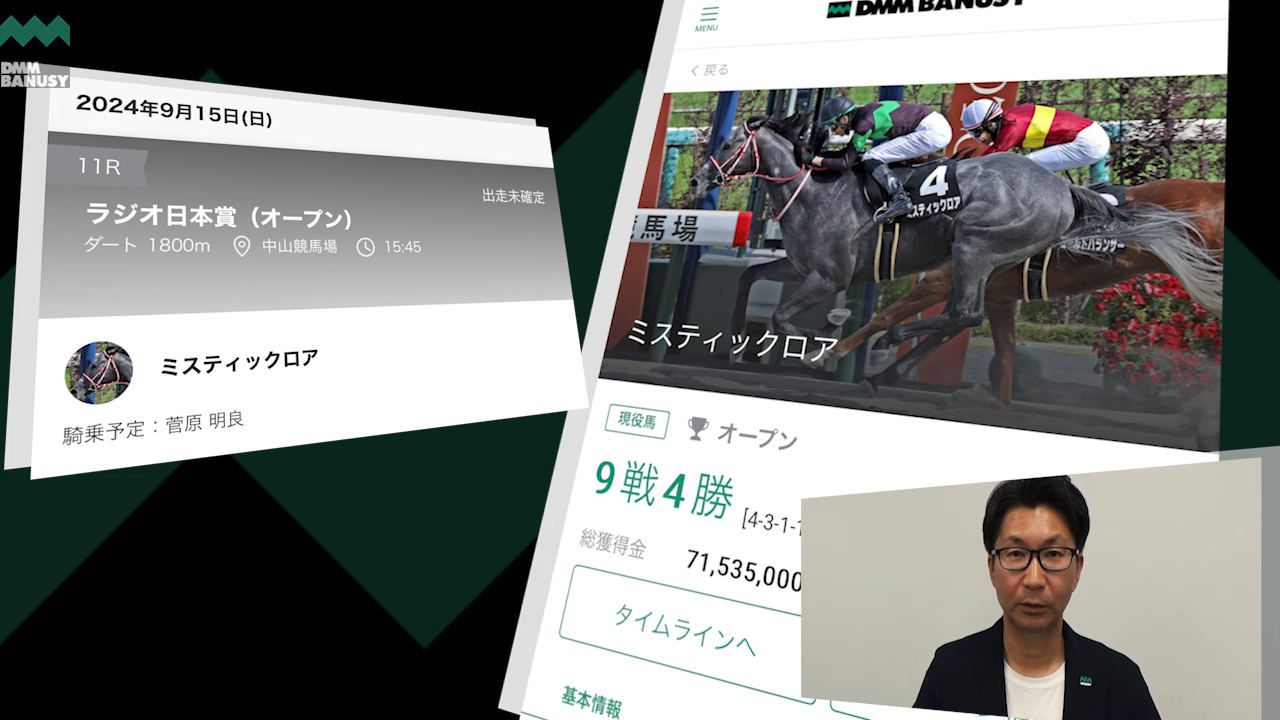 DMM
BANUSY
2024年9月15日(日)
11R
出走未確定
ラジオ日本賞（オープン）
ダート 1800m 中山競馬場 15:45
ミスティックロア
騎乗予定：菅原 明良
MENU
DMM BANUSY
戻る
4
ミスティックロア
馬場
ミスティックロア
現役馬 オープン
9戦4勝 [4-3-1-1
総獲得金 71,535,000
タイムラインへ
基本情報